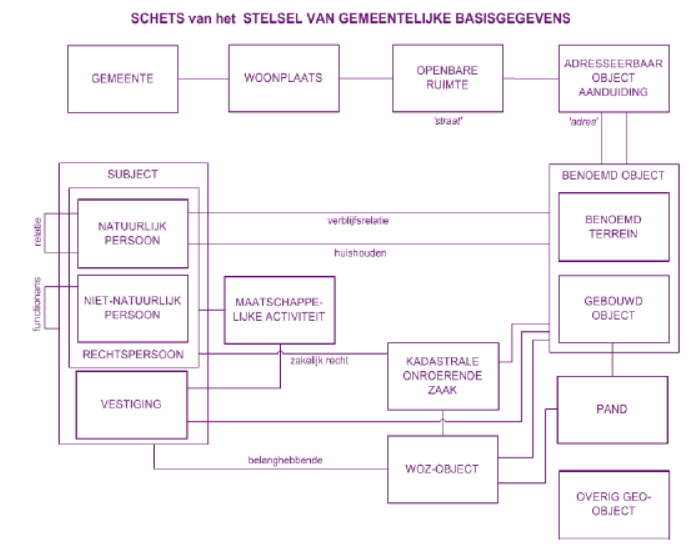 SCHETS van het STELSEL VAN GEMEENTELIJKE BASISGEGEVENS
GEMEENTE
WOONPLAATS
OPENBARE
RUIMTE
ADRESSEERBAAR
OBJECT
AANDUIDING
'straat'
'adres'
SUBJECT
BENOEMD OBJECT
relatie
NATUURLIJK
PERSOON
verblijfsrelatie
huishouden
BENOEMD
TERREIN
functionaris
NIET-NATUURLIJK
PERSOON
MAATSCHAPPE-
LIJKE ACTIVITEIT
GEBOUWD
OBJECT
RECHTSPERSOON
zakelijk recht
KADASTRALE
ONROERENDE
ZAAK
VESTIGING
PAND
belanghebbende
WOZ-OBJECT
OVERIG GEO-
OBJECT